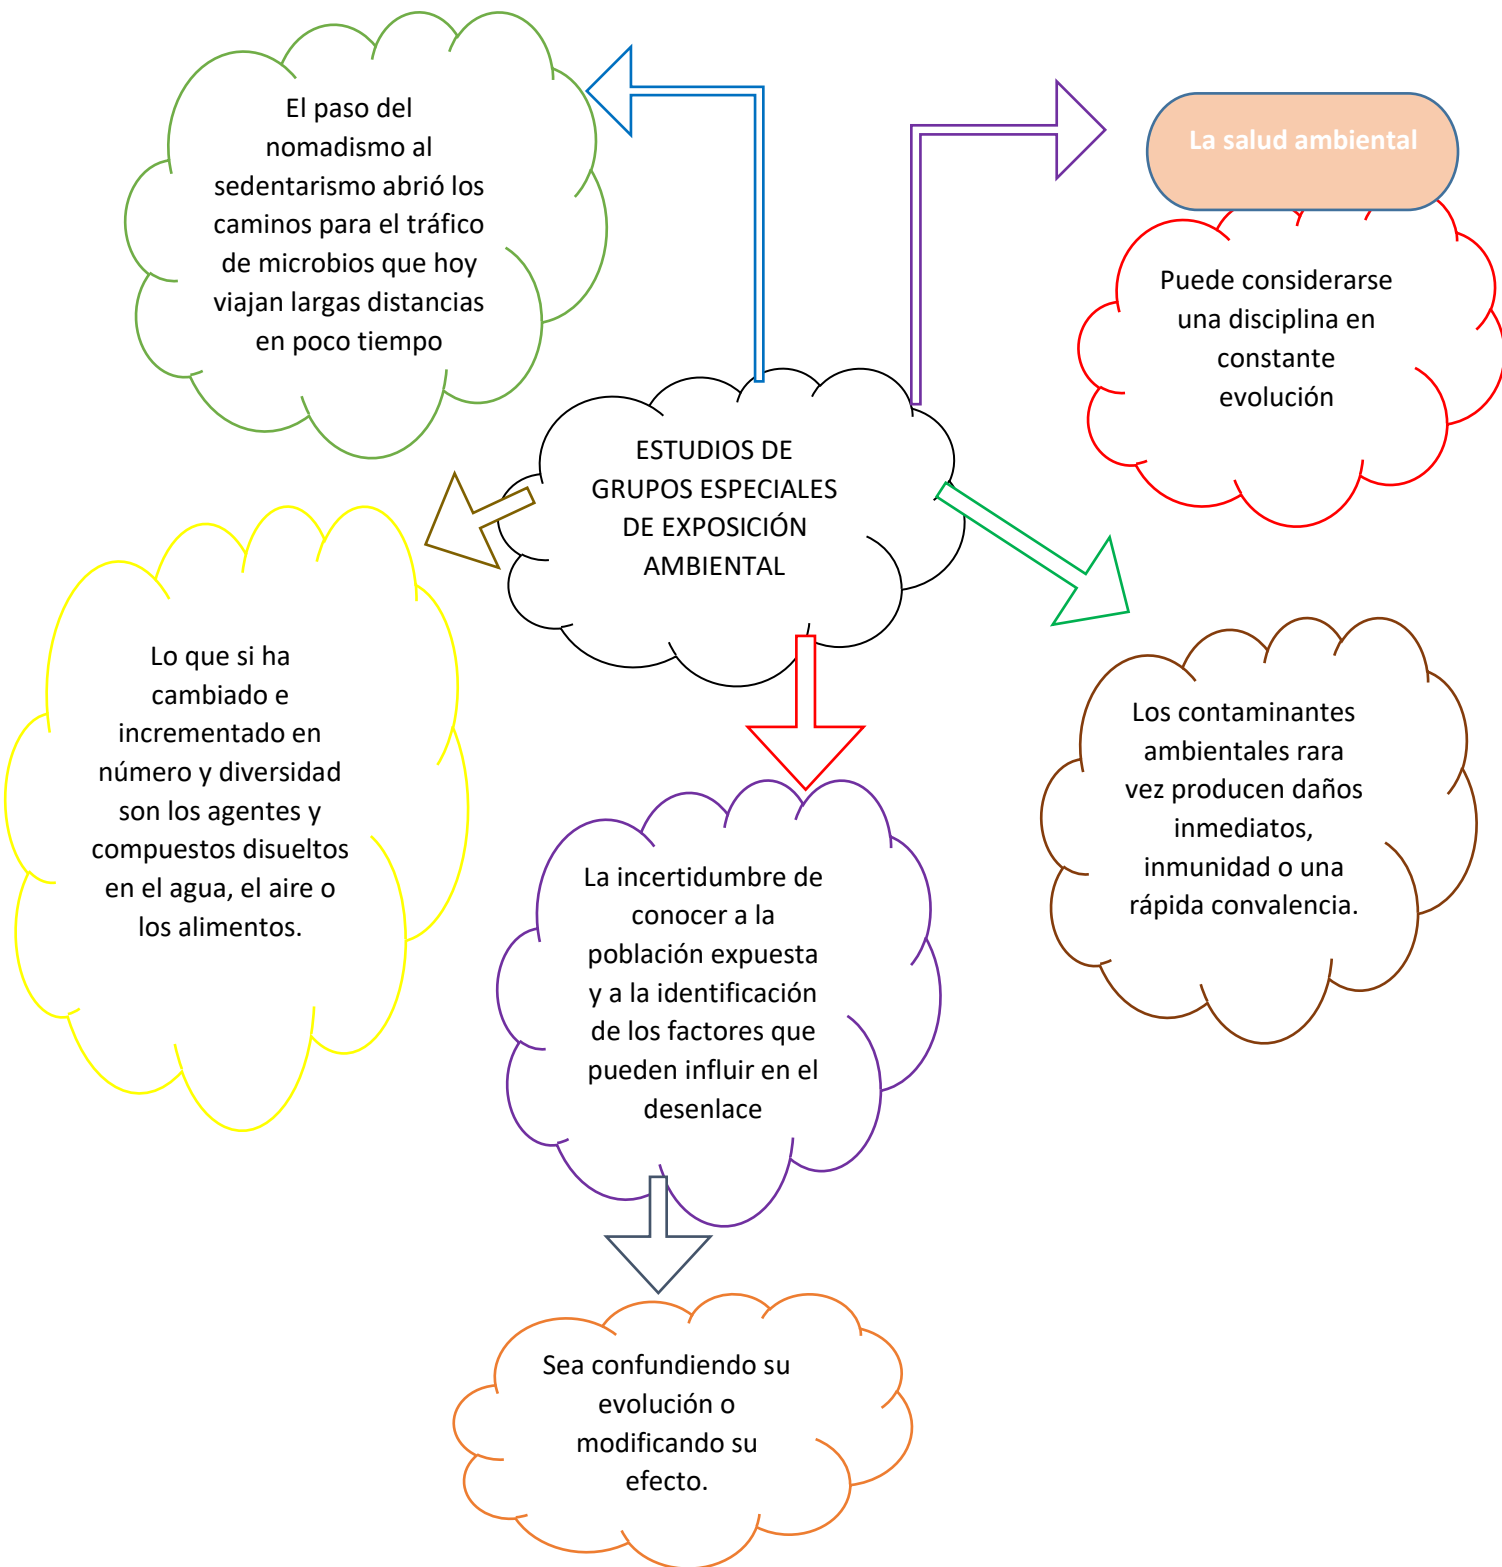 El paso del
nomadismo al
sedentarismo abrió los
caminos para el tráfico
de microbios que hoy
viajan largas distancias
en poco tiempo
La salud ambiental
Puede considerarse
una disciplina en
constante
evolución
ESTUDIOS DE
GRUPOS ESPECIALES
DE EXPOSICIÓN
AMBIENTAL
Lo que si ha
cambiado e
incrementado en
número y diversidad
son los agentes y
compuestos disueltos
en el agua, el aire o
los alimentos.
Los contaminantes
ambientales rara
vez producen daños
inmediatos,
inmunidad o una
rápida convalencia.
La incertidumbre de
conocer a la
población expuesta
y a la identificación
de los factores que
pueden influir en el
desenlace
Sea confundiendo su
evolución o
modificando su
efecto.